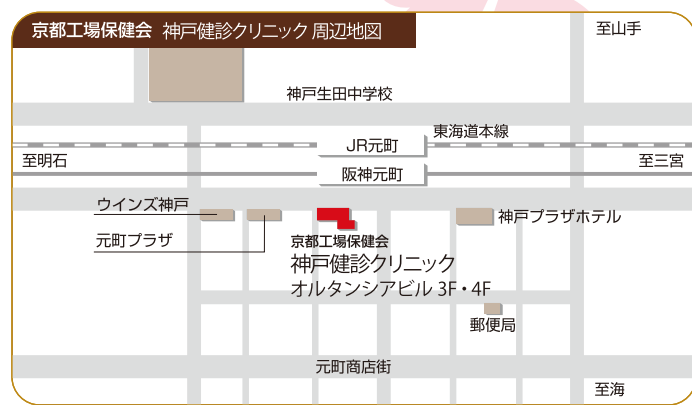 京都工場保健会 神戸健診クリニック 周辺地図
至山手
神戸生田中学校
東海道本線
JR元町
至明石
至三宮
阪神元町
ウインズ神戸
神戸プラザホテル
元町プラザ
京都工場保健会
神戸健診クリニック
オルタンシアビル 3F・4F
郵便局
元町商店街
至海